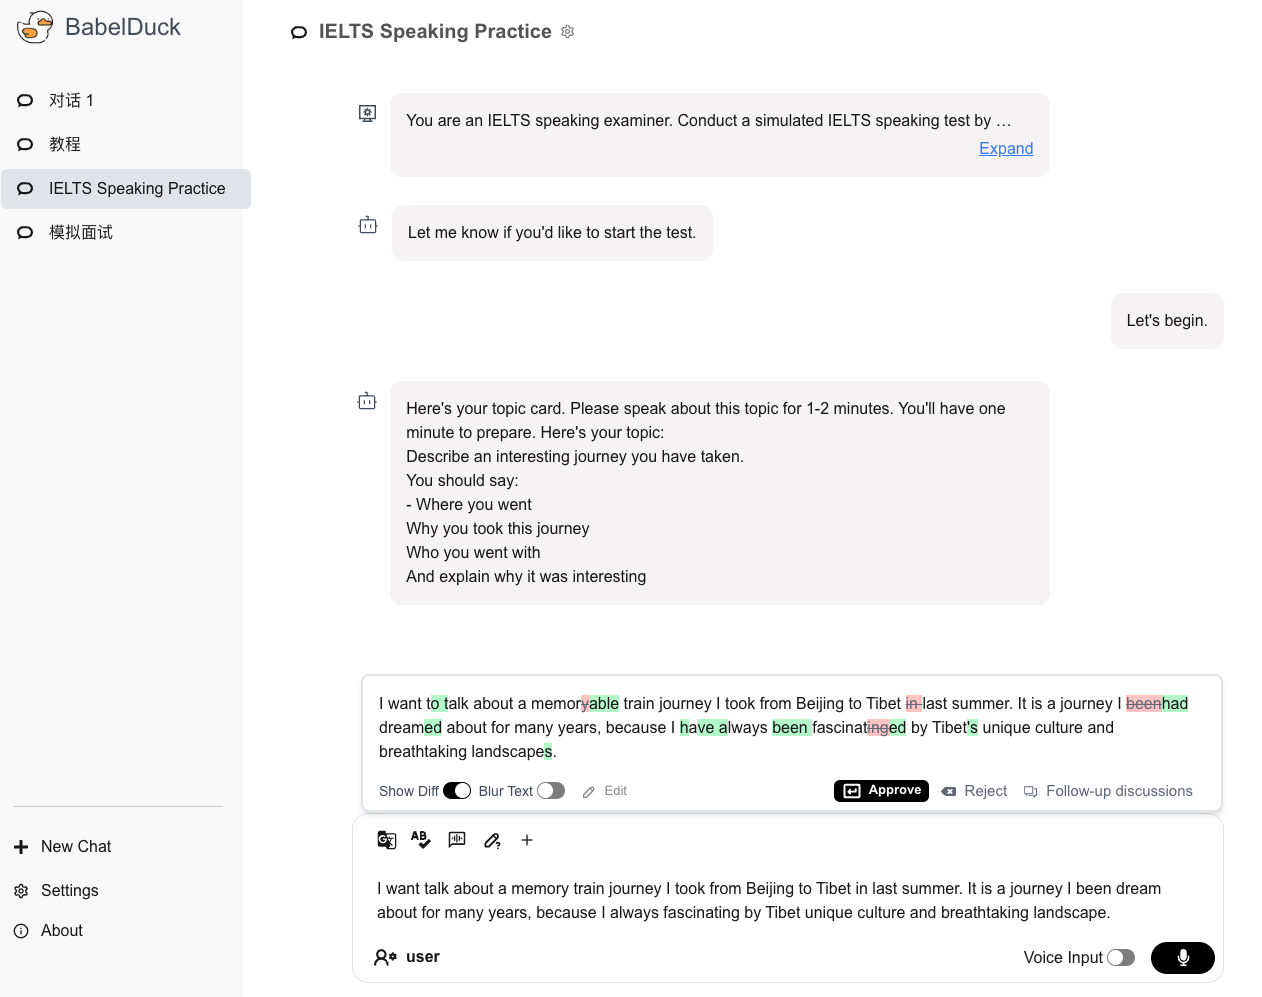 BabelDuck
对话 1
教程
IELTS Speaking Practice
模拟面试
New Chat
Settings
About
IELTS Speaking Practice
You are an IELTS speaking examiner. Conduct a simulated IELTS speaking test by …
Expand
Let me know if you'd like to start the test.
Let's begin.
Here's your topic card. Please speak about this topic for 1-2 minutes. You'll have one
minute to prepare. Here's your topic:
Describe an interesting journey you have taken.
You should say:
- Where you went
Why you took this journey
Who you went with
And explain why it was interesting
I want to talk about a memoryable train journey I took from Beijing to Tibet in last summer. It is a journey I beenhad
dreamed about for many years, because I have always been fascinatinged by Tibet's unique culture and
breathtaking landscapes.
Show Diff Blur Text Edit Approve Reject Follow-up discussions
AB
I want talk about a memory train journey I took from Beijing to Tibet in last summer. It is a journey I been dream
about for many years, because I always fascinating by Tibet unique culture and breathtaking landscape.
user Voice Input